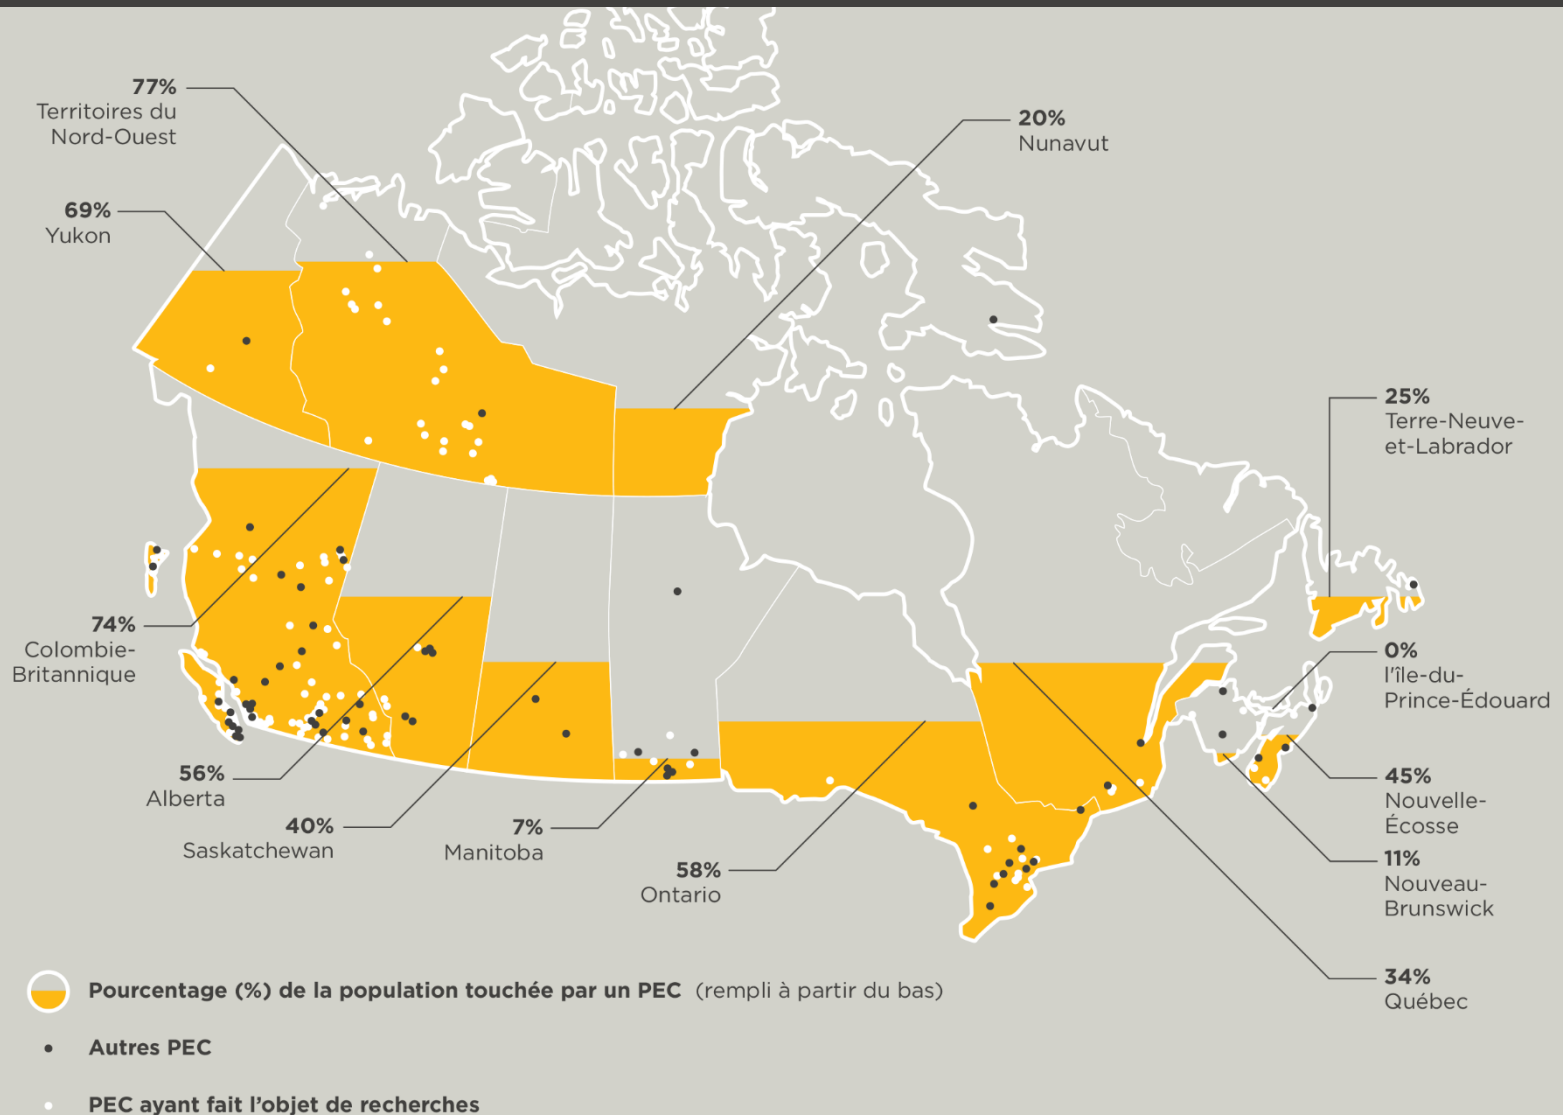 77%
Territoires du
Nord-Ouest
20%
Nunavut
69%
Yukon
25%
Terre-Neuve-
et-Labrador
74%
Colombie-
Britannique
0%
l'île-du-
Prince-Édouard
56%
Alberta
45%
Nouvelle-
Écosse
40%
Saskatchewan
7%
Manitoba
11%
Nouveau-
Brunswick
58%
Ontario
34%
Québec
Pourcentage (%) de la population touchée par un PEC (rempli à partir du bas)
Autres PEC
PEC ayant fait l’objet de recherches